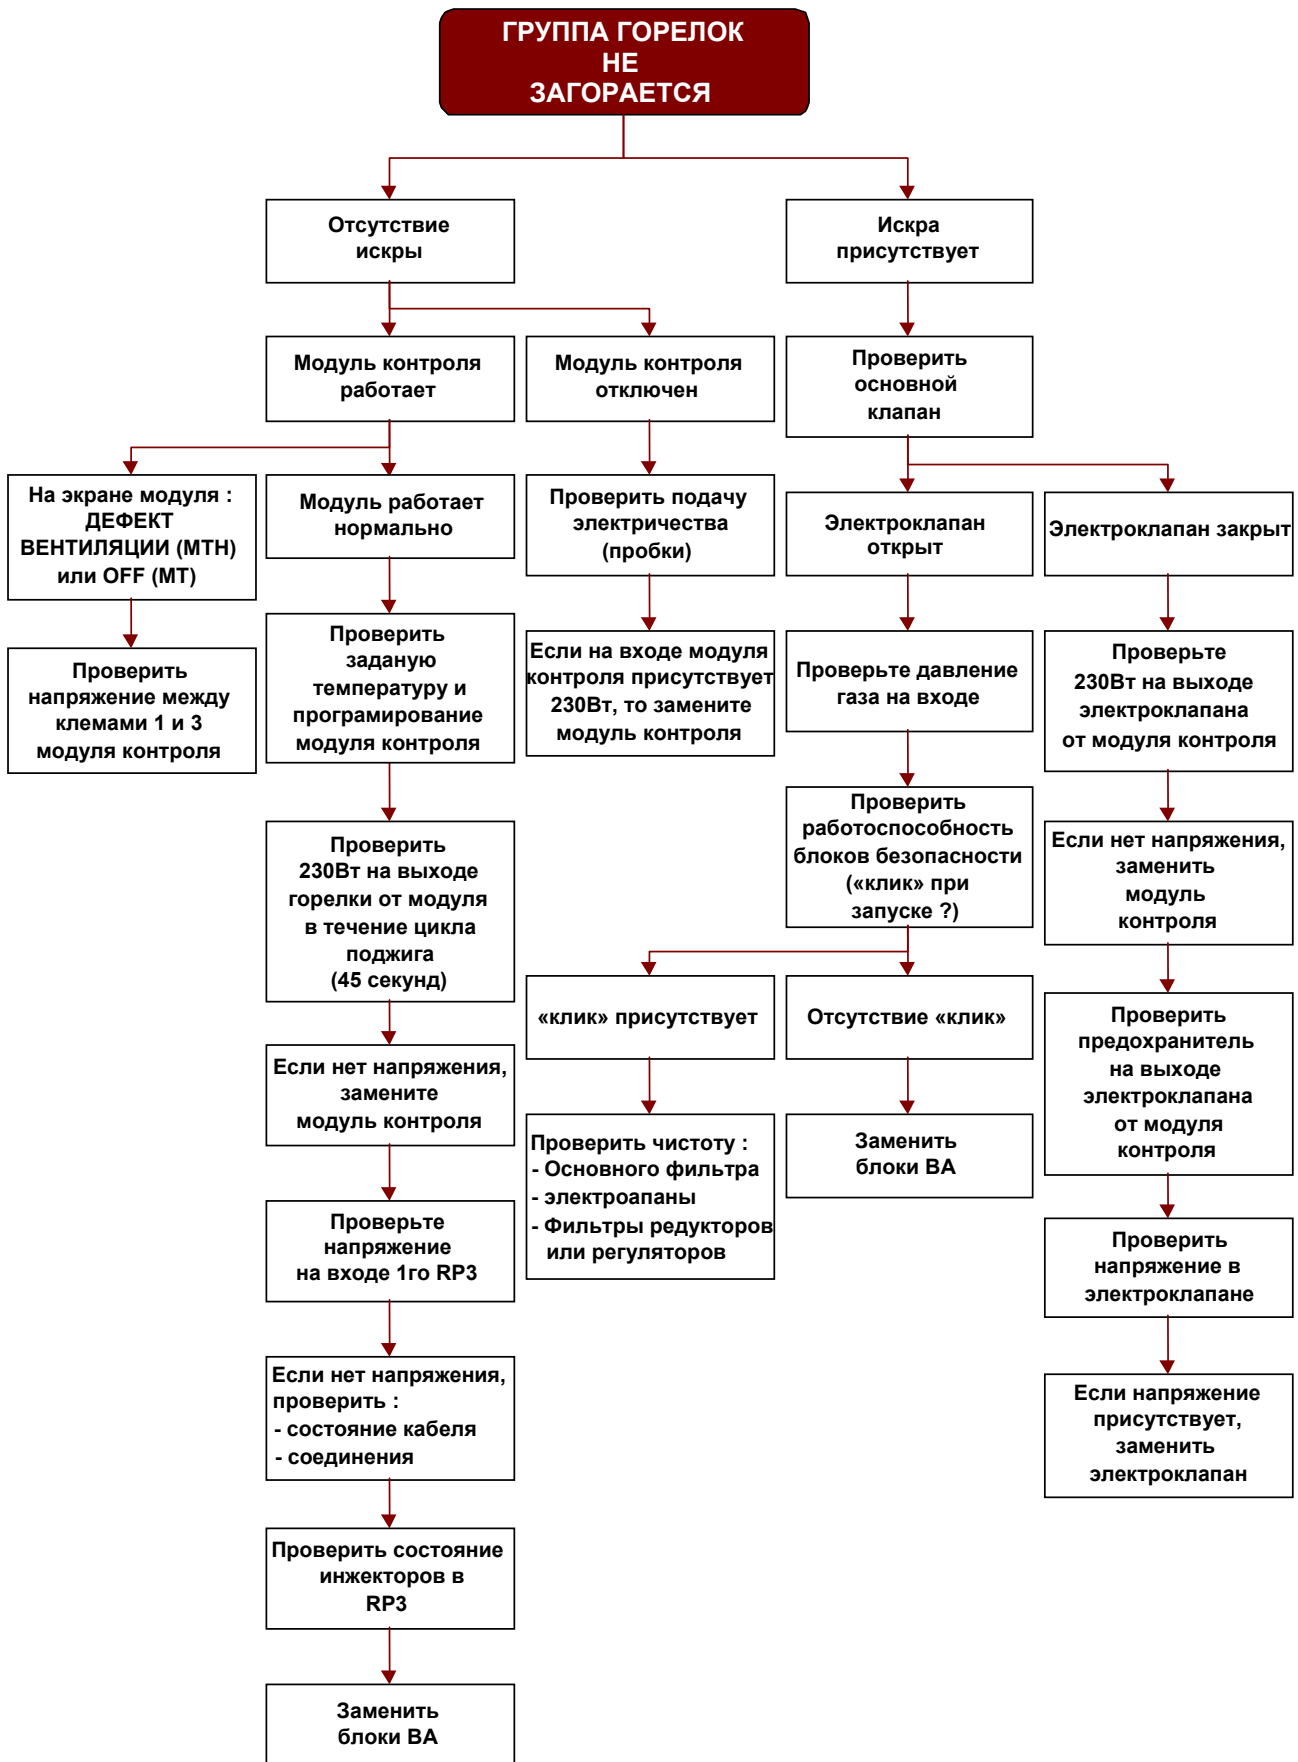 ГРУППА ГОРЕЛОК
НЕ
ЗАГОРАЕТСЯ
Отсутствие
искры
Искра
присутствует
Модуль контроля
работает
Модуль контроля
отключен
Проверить
основной
клапан
На экране модуля :
ДЕФЕКТ
ВЕНТИЛЯЦИИ (МТН)
или OFF (МТ)
Модуль работает
нормально
Проверить подачу
электричества
(пробки)
Электроклапан
открыт
Электроклапан закрыт
Проверить
напряжение между
клемами 1 и 3
модуля контроля
Проверить
заданую
температуру и
програмирование
модуля контроля
Если на входе модуля
контроля присутствует
230Вт, то замените
модуль контроля
Проверьте давление
газа на входе
Проверьте
230Вт на выходе
электроклапана
от модуля контроля
Проверить
230Вт на выходе
горелки от модуля
в течение цикла
поджига
(45 секунд)
Проверить
работоспособность
блоков безопасности
(«клик» при
запуске ?)
Если нет напряжения,
заменить
модуль
контроля
«клик» присутствует
Отсутствие «клик»
Проверить
предохранитель
на выходе
электроклапана
от модуля
контроля
Если нет напряжения,
замените
модуль контроля
Проверить чистоту :
- Основного фильтра
- электроапаны
- Фильтры редукторов
или регуляторов
Заменить
блоки ВА
Проверьте
напряжение
на входе 1го RP3
Проверить
напряжение в
электроклапане
Если нет напряжения,
проверить :
- состояние кабеля
- соединения
Если напряжение
присутствует,
заменить
электроклапан
Проверить состояние
инжекторов в
RP3
Заменить
блоки ВА